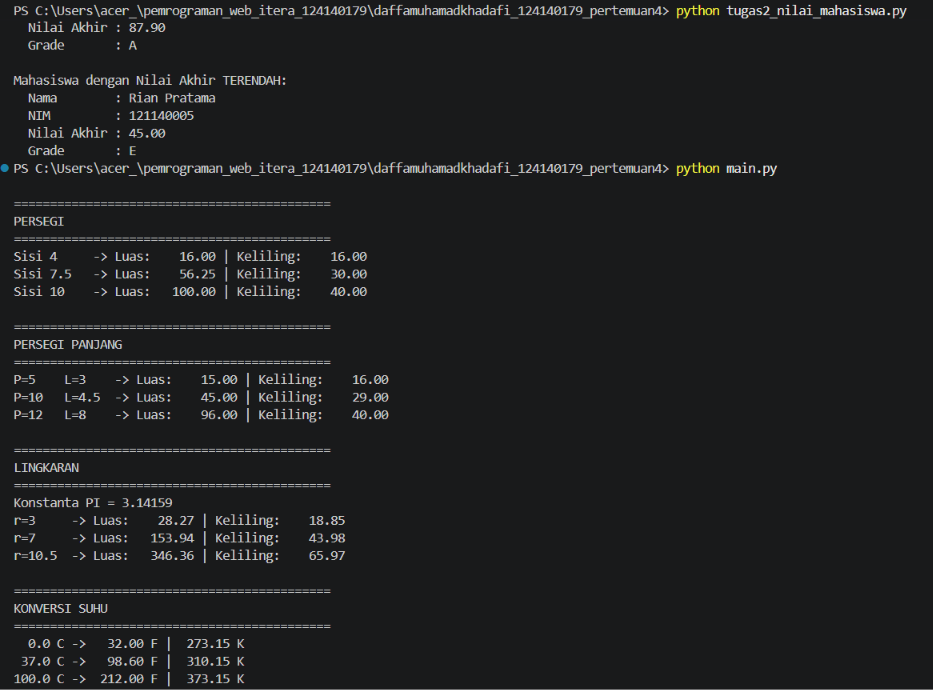 PS C:\Users\acer_\pemrograman_web_itera_124140179\daffamuhamadkhadafi_124140179_pertemuan4> python tugas2_nilai_mahasiswa.py
  Nilai Akhir : 87.90
  Grade       : A

Mahasiswa dengan Nilai Akhir TERENDAH:
  Nama        : Rian Pratama
  NIM         : 121140005
  Nilai Akhir : 45.00
  Grade       : E
PS C:\Users\acer_\pemrograman_web_itera_124140179\daffamuhamadkhadafi_124140179_pertemuan4> python main.py

============================================
PERSEGI
============================================
Sisi 4     -> Luas:    16.00 | Keliling:    16.00
Sisi 7.5   -> Luas:    56.25 | Keliling:    30.00
Sisi 10    -> Luas:   100.00 | Keliling:    40.00

============================================
PERSEGI PANJANG
============================================
P=5    L=3    -> Luas:    15.00 | Keliling:    16.00
P=10   L=4.5  -> Luas:    45.00 | Keliling:    29.00
P=12   L=8    -> Luas:    96.00 | Keliling:    40.00

============================================
LINGKARAN
============================================
Konstanta PI = 3.14159
r=3     -> Luas:    28.27 | Keliling:    18.85
r=7     -> Luas:   153.94 | Keliling:    43.98
r=10.5  -> Luas:   346.36 | Keliling:    65.97

============================================
KONVERSI SUHU
============================================
  0.0 C ->   32.00 F |  273.15 K
 37.0 C ->   98.60 F |  310.15 K
100.0 C ->  212.00 F |  373.15 K